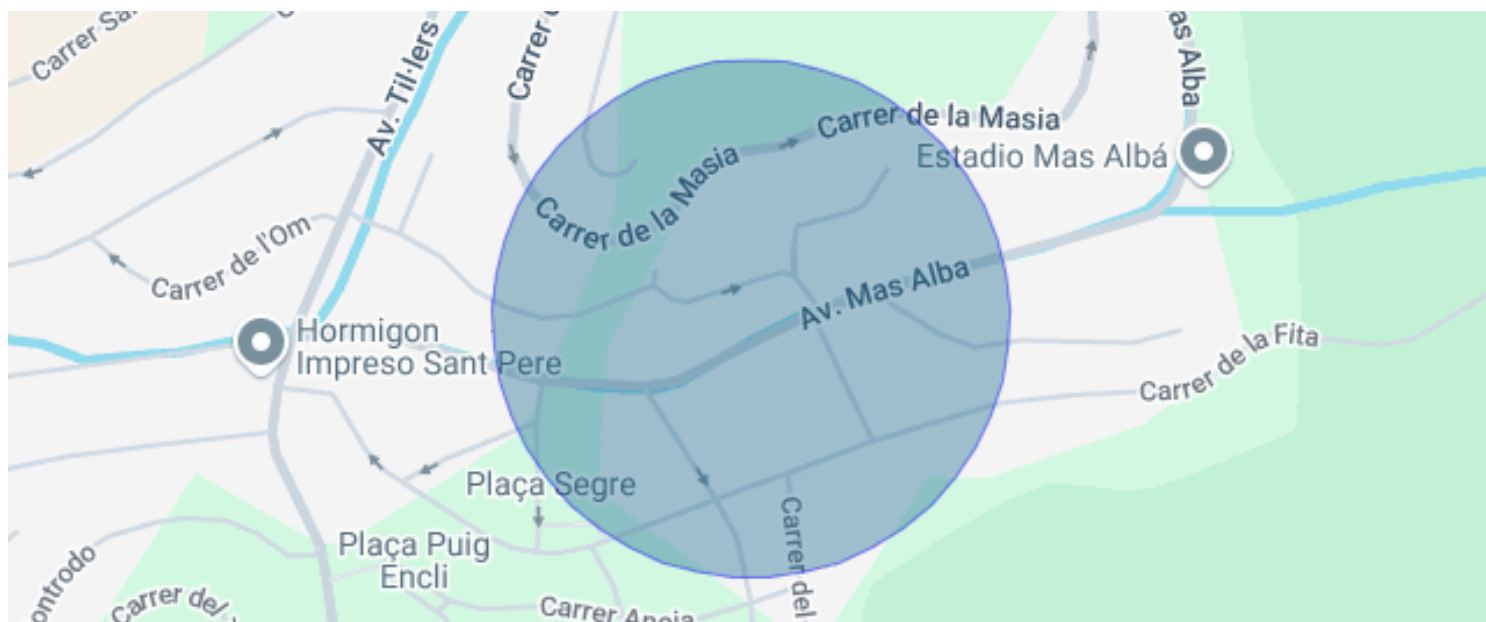 Carrer Sa
Av. Til·lers
Carrer
as Alba
Carrer de la Masia
Estadio Mas Albá
Carrer de la Masia
Carrer de l'Om
Av. Mas Alba
Hormigon
Impreso Sant Pere
Carrer de la Fita
Plaça Segre
Plaça Puig
Encli
Carrer del
ontrodo
Carrer del
Carrer Anoia